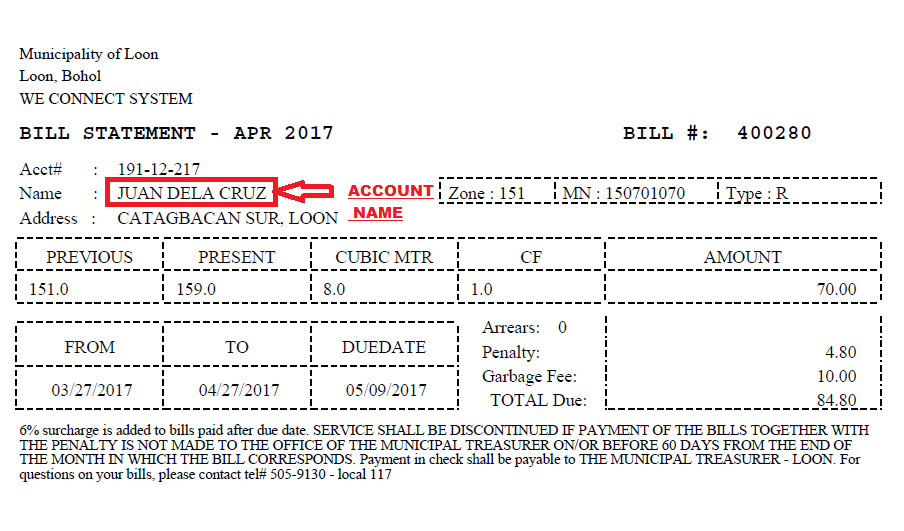 Municipality of Loon
Loon, Bohol
WE CONNECT SYSTEM
BILL STATEMENT - APR 2017 BILL #: 400280
Acct# : 191-12-217
Name : JUAN DELA CRUZ ACCOUNT NAME Zone : 151 MN : 150701070 Type : R
Address : CATAGBACAN SUR, LOON
PREVIOUS PRESENT CUBIC MTR CF AMOUNT
151.0 159.0 8.0 1.0 70.00
FROM TO DUEDATE
03/27/2017 04/27/2017 05/09/2017
Arrears: 0
Penalty: 4.80
Garbage Fee: 10.00
TOTAL Due: 84.80
6% surcharge is added to bills paid after due date. SERVICE SHALL BE DISCONTINUED IF PAYMENT OF THE BILLS TOGETHER WITH
THE PENALTY IS NOT MADE TO THE OFFICE OF THE MUNICIPAL TREASURER ON/OR BEFORE 60 DAYS FROM THE END OF
THE MONTH IN WHICH THE BILL CORRESPONDS. Payment in check shall be payable to THE MUNICIPAL TREASURER - LOON. For
questions on your bills, please contact tel# 505-9130 - local 117